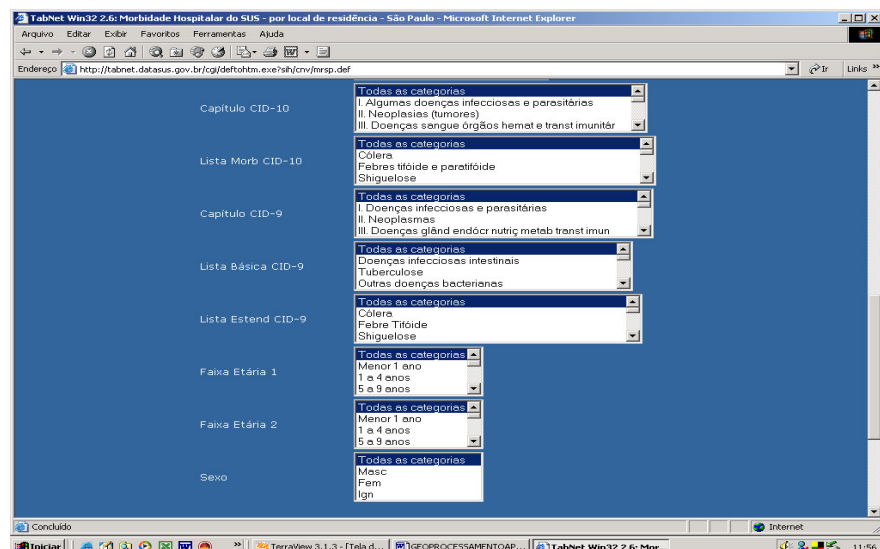 TabNet Win32 2.6: Morbidade Hospitalar do SUS - por local de residência - São Paulo - Microsoft Internet Explorer
Arquivo Editar Exibir Favoritos Ferramentas Ajuda
Endereço http://tabnet.datasus.gov.br/cgi/deftohtm.exe?sih/cnv/mrsp.def Ir Links »
Capítulo CID-10
Todas as categorias
I. Algumas doenças infecciosas e parasitárias
II. Neoplasias (tumores)
III. Doenças sangue órgãos hemat e transt imunitár
Lista Morb CID-10
Todas as categorias
Cólera
Febres tifóide e paratifóide
Shiguelose
Capítulo CID-9
Todas as categorias
I. Doenças infecciosas e parasitárias
II. Neoplasmas
III. Doenças glând endócr nutriç metab transt imun
Lista Básica CID-9
Todas as categorias
Doenças infecciosas intestinais
Tuberculose
Outras doenças bacterianas
Lista Estend CID-9
Todas as categorias
Cólera
Febre Tifóide
Shiguelose
Faixa Etária 1
Todas as categorias
Menor 1 ano
1 a 4 anos
5 a 9 anos
Faixa Etária 2
Todas as categorias
Menor 1 ano
1 a 4 anos
5 a 9 anos
Sexo
Todas as categorias
Masc
Fem
Ign
Concluído Internet
Iniciar » TerraView 3.1.3 - [Tela d... GEOPROCESSAMENTOAP... TabNet Win32 2.6: Mor... 11:56